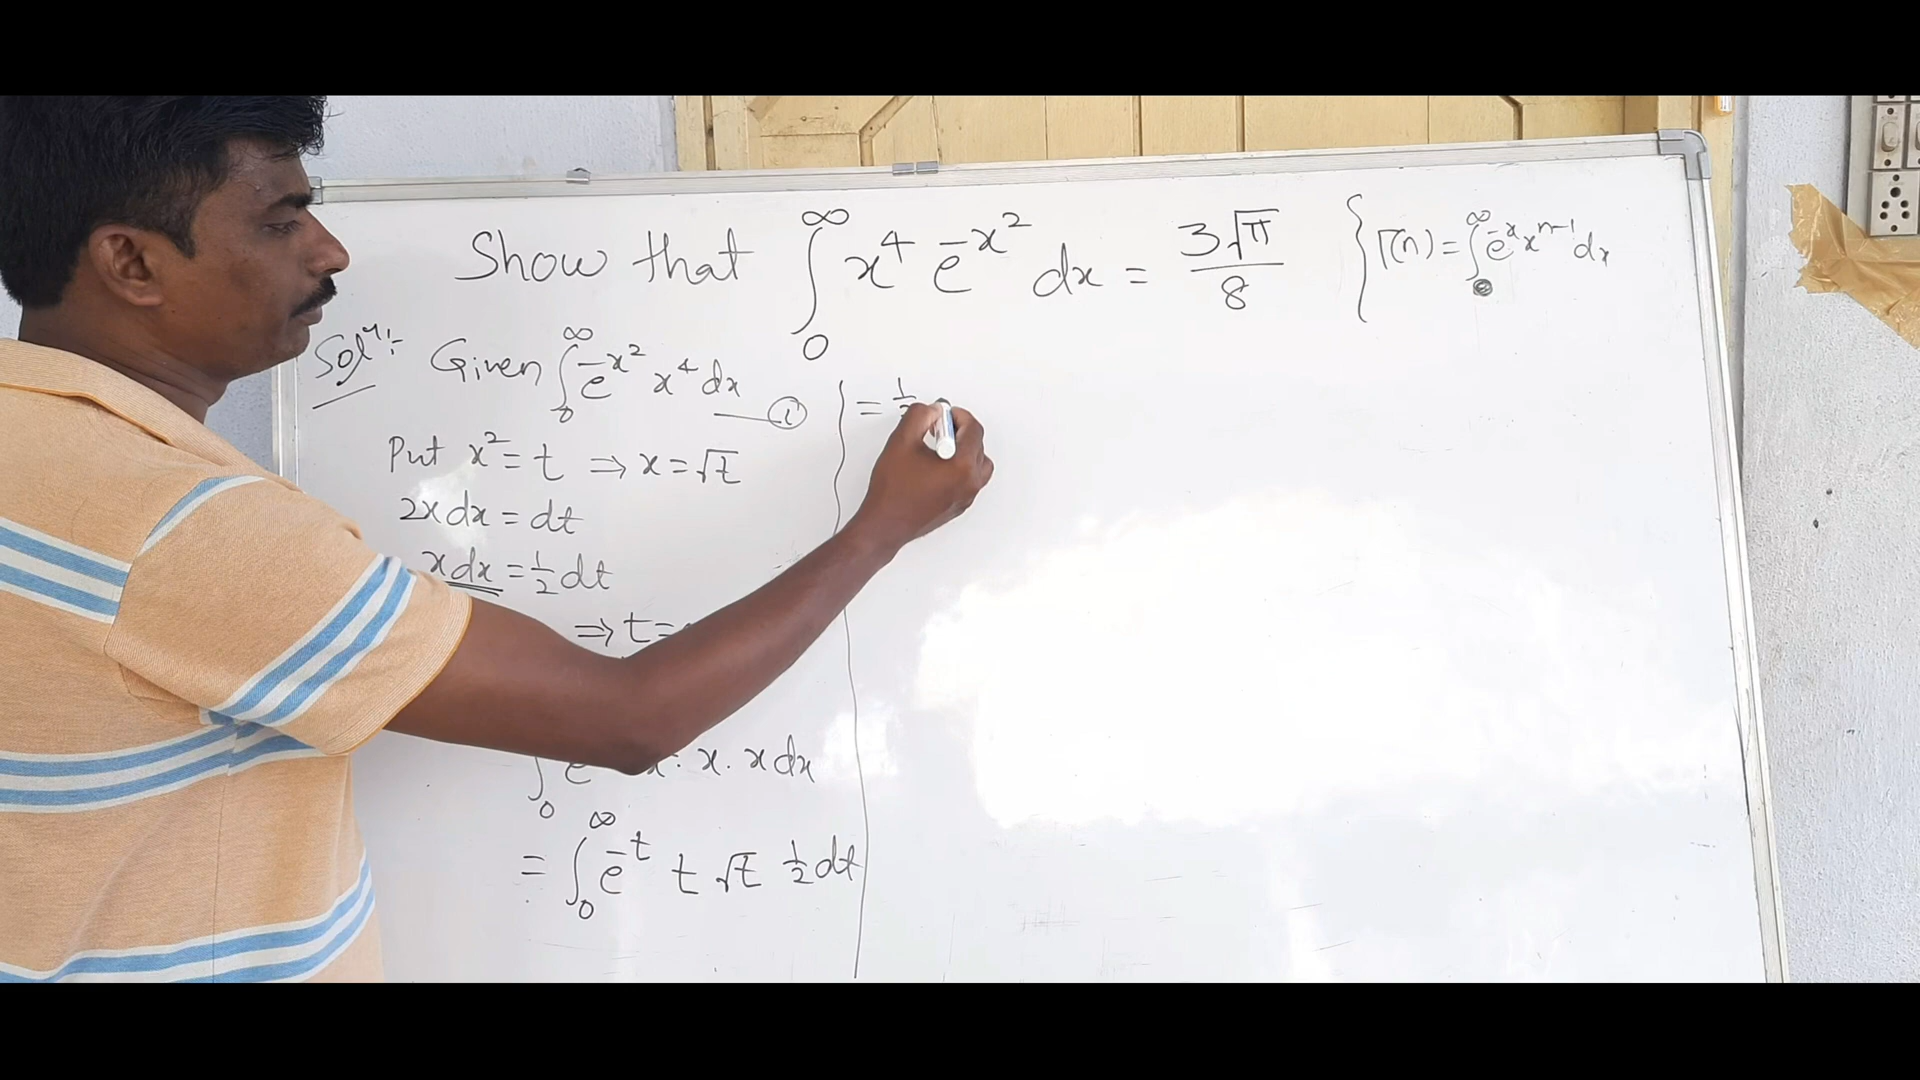 Show that ∫₀^∞ x⁴ e^-x² dx = 3√π/8 { Γ(n) = ∫₀^∞ e^-x x^n-1 dx
Solⁿ:- Given ∫₀^∞ e^-x² x⁴ dx —— (1)
Put x² = t ⇒ x = √t
2x dx = dt
x dx = 1/2 dt
⇒ t =
∫₀ e x. x dx
= ∫₀^∞ e^-t t √t 1/2 dt
= 1/2